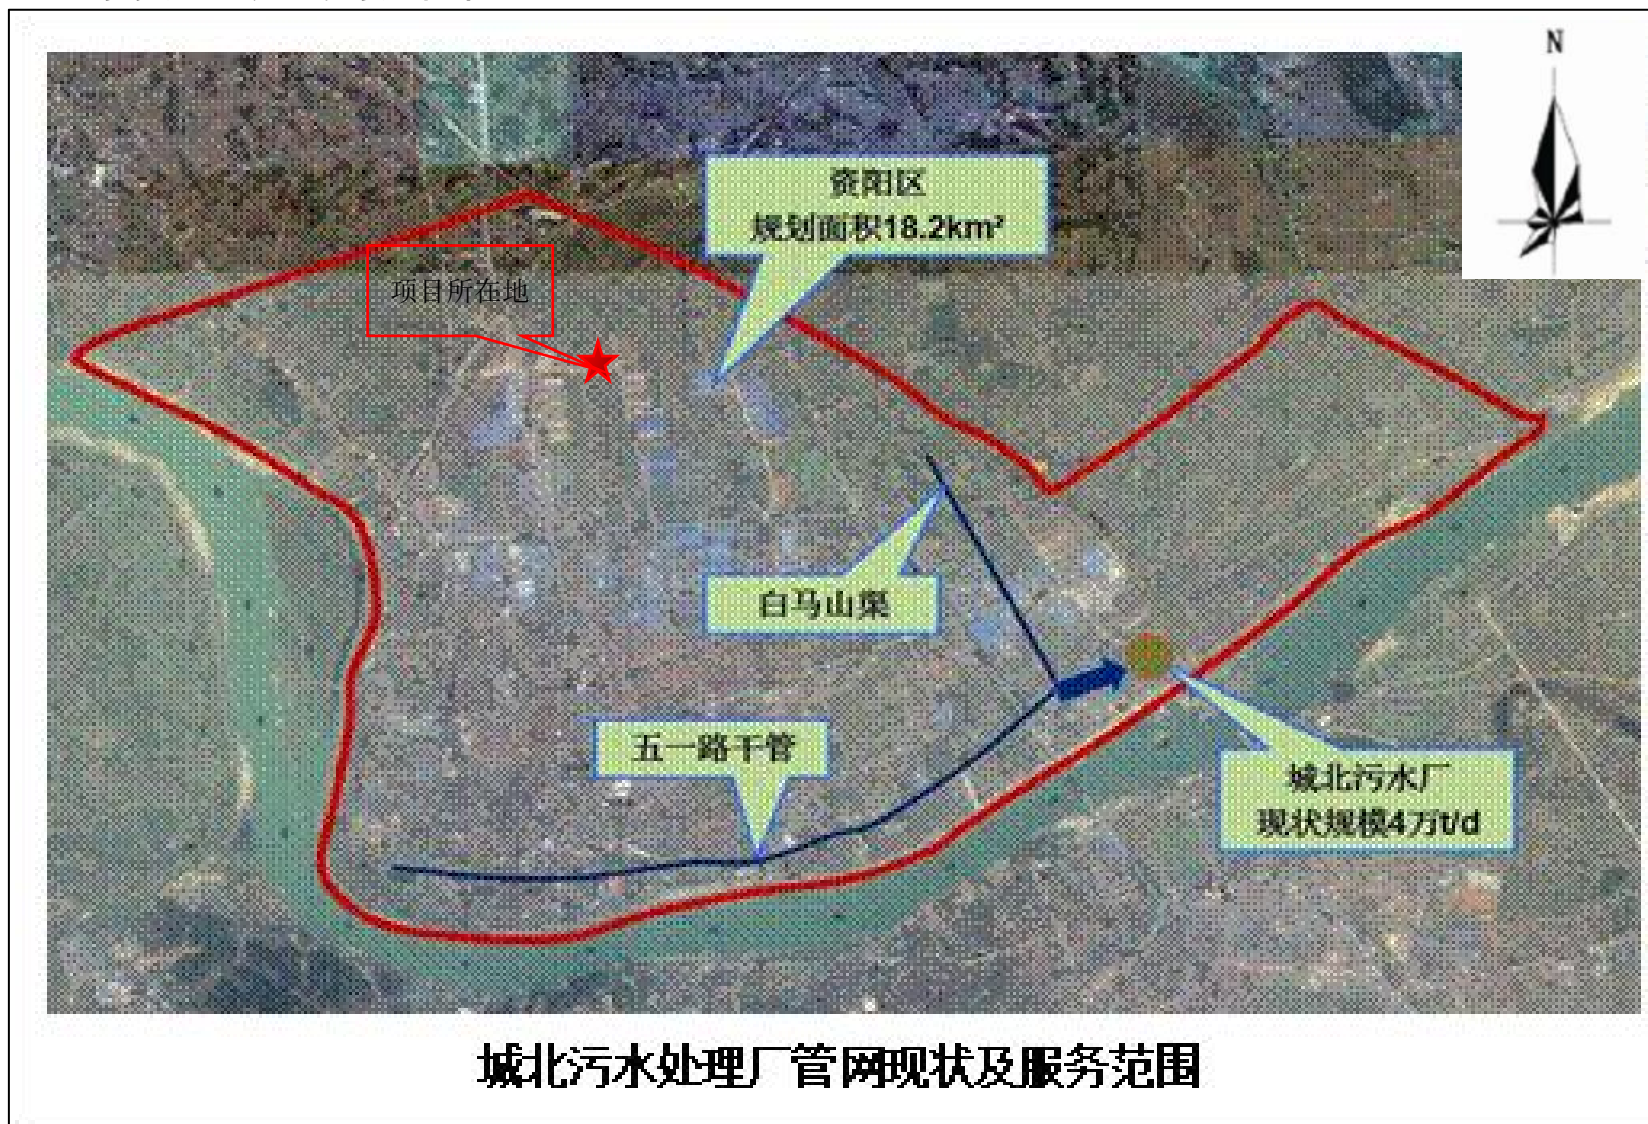 N
资阳区
规划面积18.2km²
项目所在地
白马山渠
五一路干管
城北污水厂
现状规模4万t/d
城北污水处理厂管网现状及服务范围